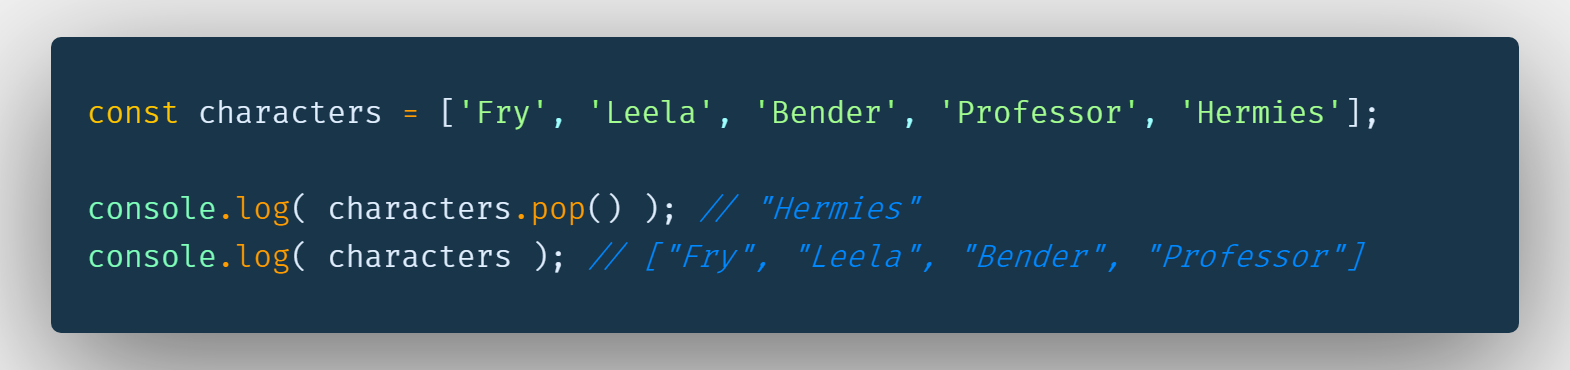 const characters = ['Fry', 'Leela', 'Bender', 'Professor', 'Hermies'];
console.log( characters.pop() ); // "Hermies"
console.log( characters ); // ["Fry", "Leela", "Bender", "Professor"]